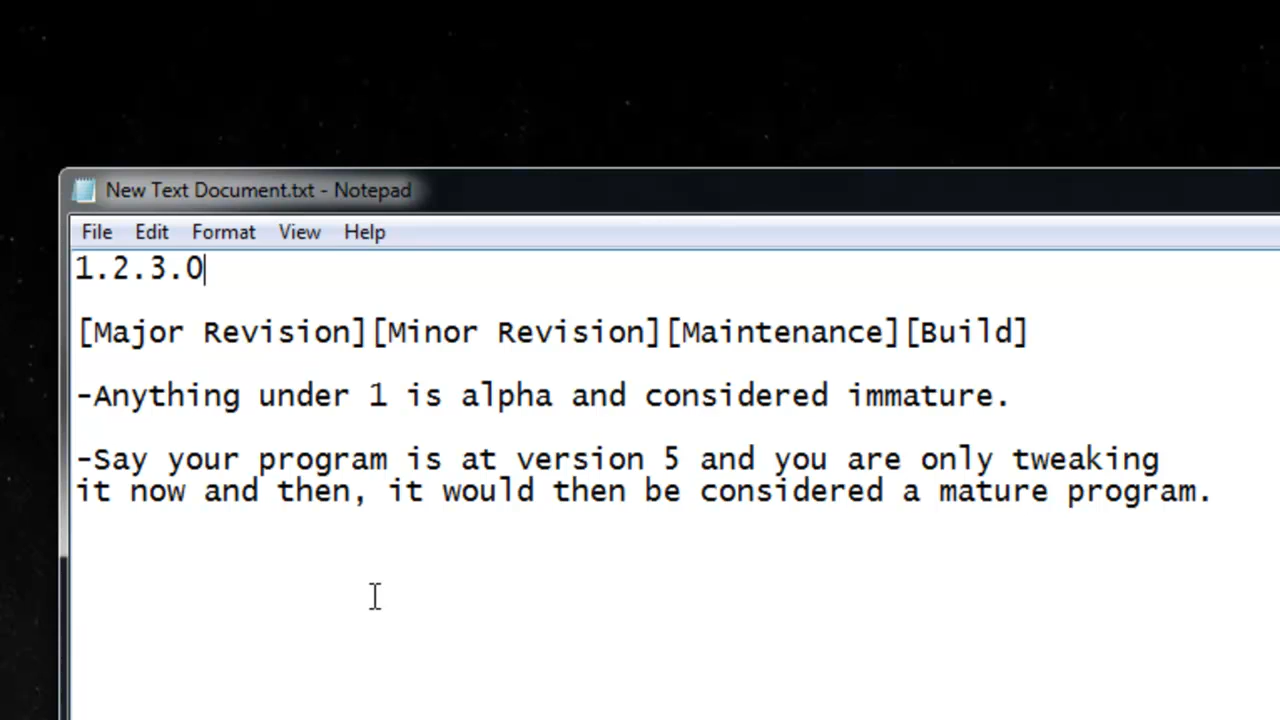 New Text Document.txt - Notepad
File Edit Format View Help
1.2.3.0
[Major Revision][Minor Revision][Maintenance][Build]
-Anything under 1 is alpha and considered immature.
-Say your program is at version 5 and you are only tweaking
it now and then, it would then be considered a mature program.